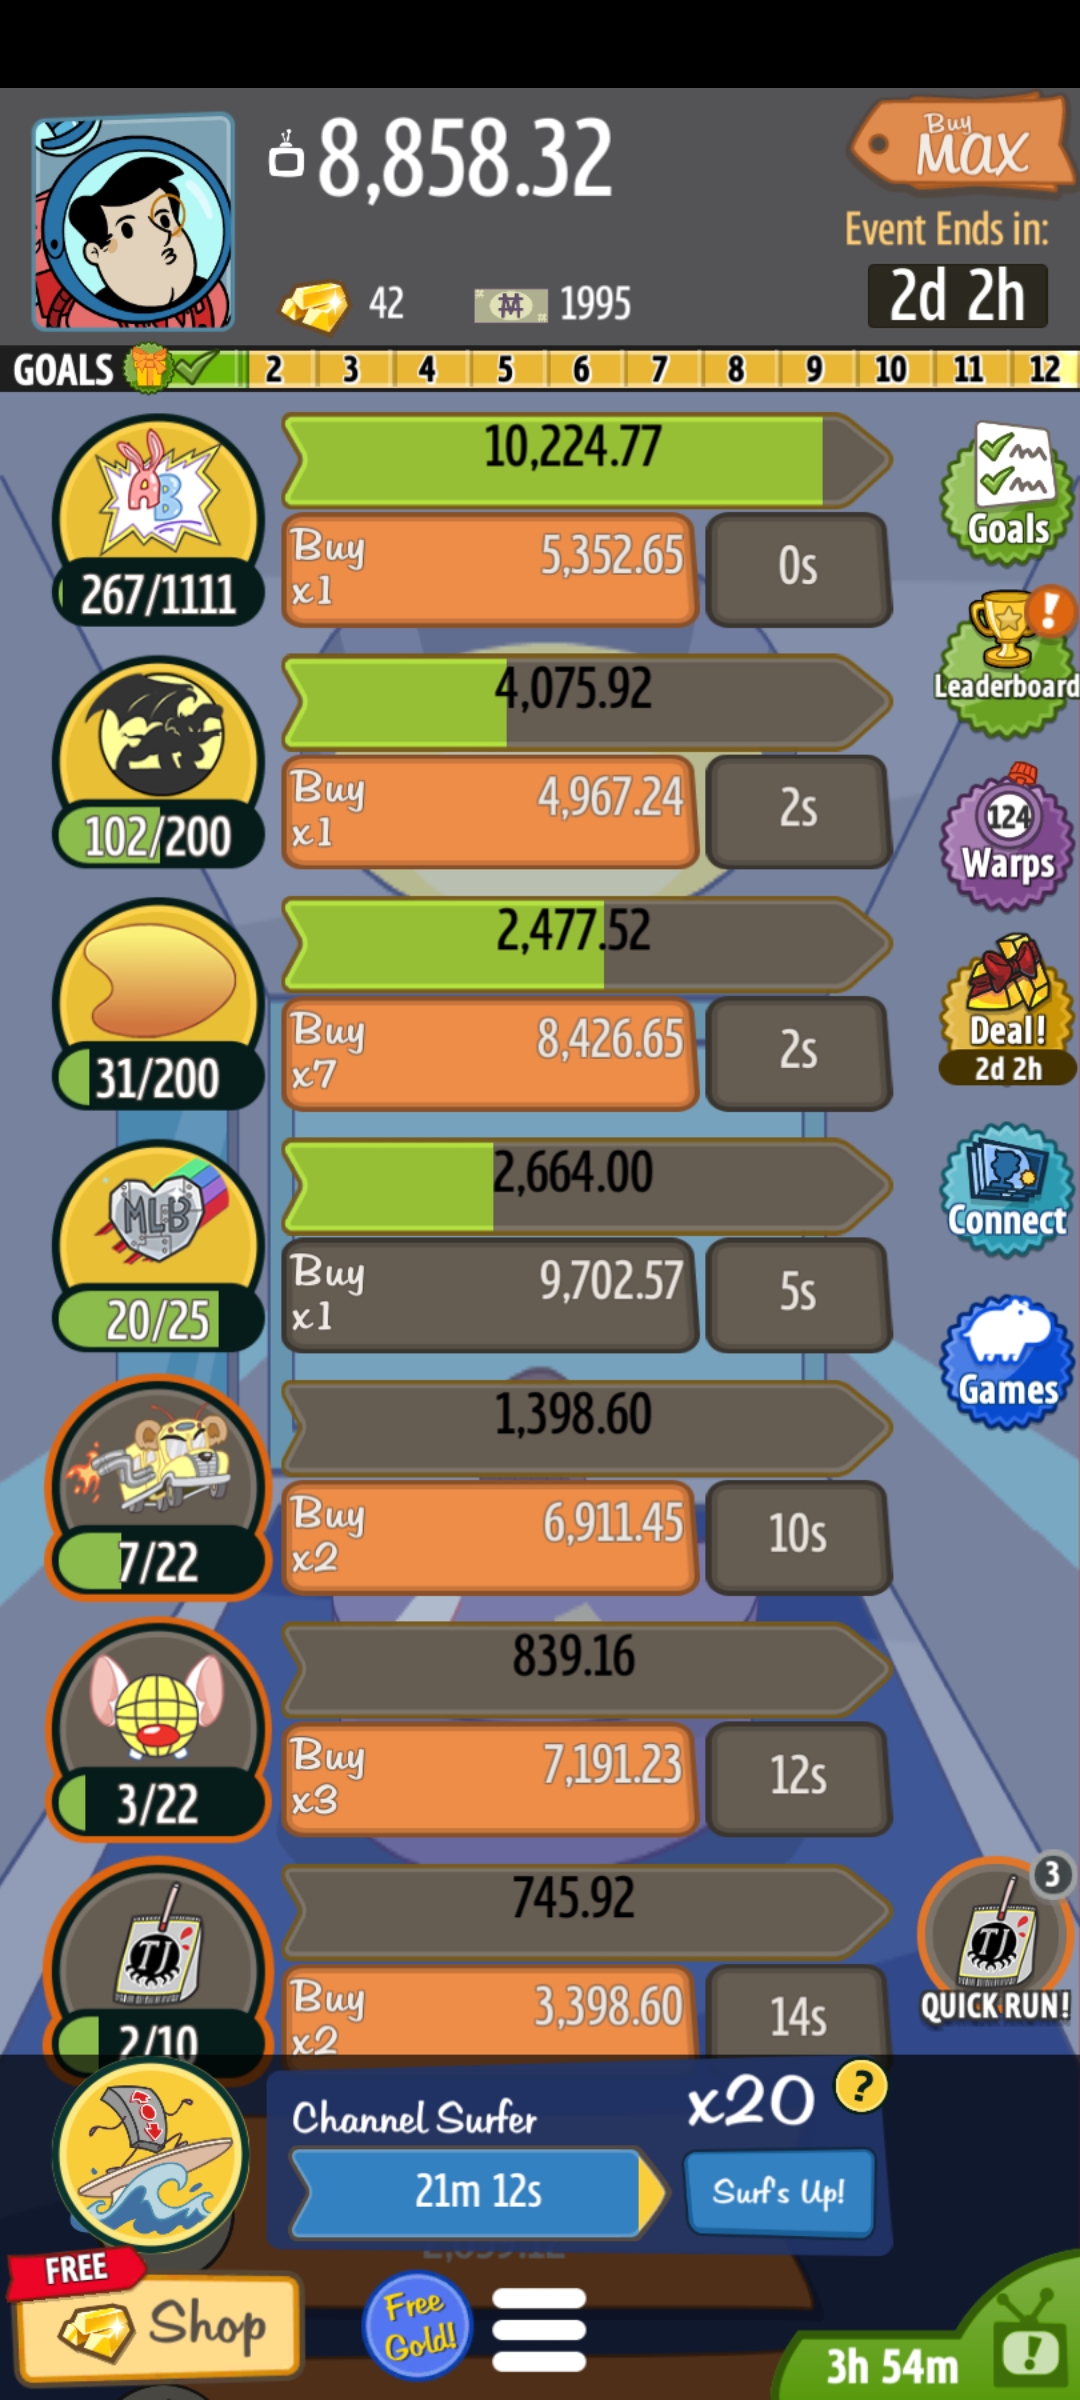 8,858.32
Buy
MAX
Event Ends in:
2d 2h
42
1995
GOALS 2 3 4 5 6 7 8 9 10 11 12
AB
267/1111
10,224.77
Buy
x1
5,352.65
0s
Goals
102/200
4,075.92
Buy
x1
4,967.24
2s
Leaderboard
124
Warps
31/200
2,477.52
Buy
x7
8,426.65
2s
Deal!
2d 2h
MLB
20/25
2,664.00
Buy
x1
9,702.57
5s
Connect
Games
7/22
1,398.60
Buy
x2
6,911.45
10s
3/22
839.16
Buy
x3
7,191.23
12s
TJ
2/10
745.92
Buy
x2
3,398.60
14s
3
TJ
QUICK RUN!
Channel Surfer
x20
?
21m 12s
Surf's Up!
FREE
Shop
Free
Gold!
3h 54m